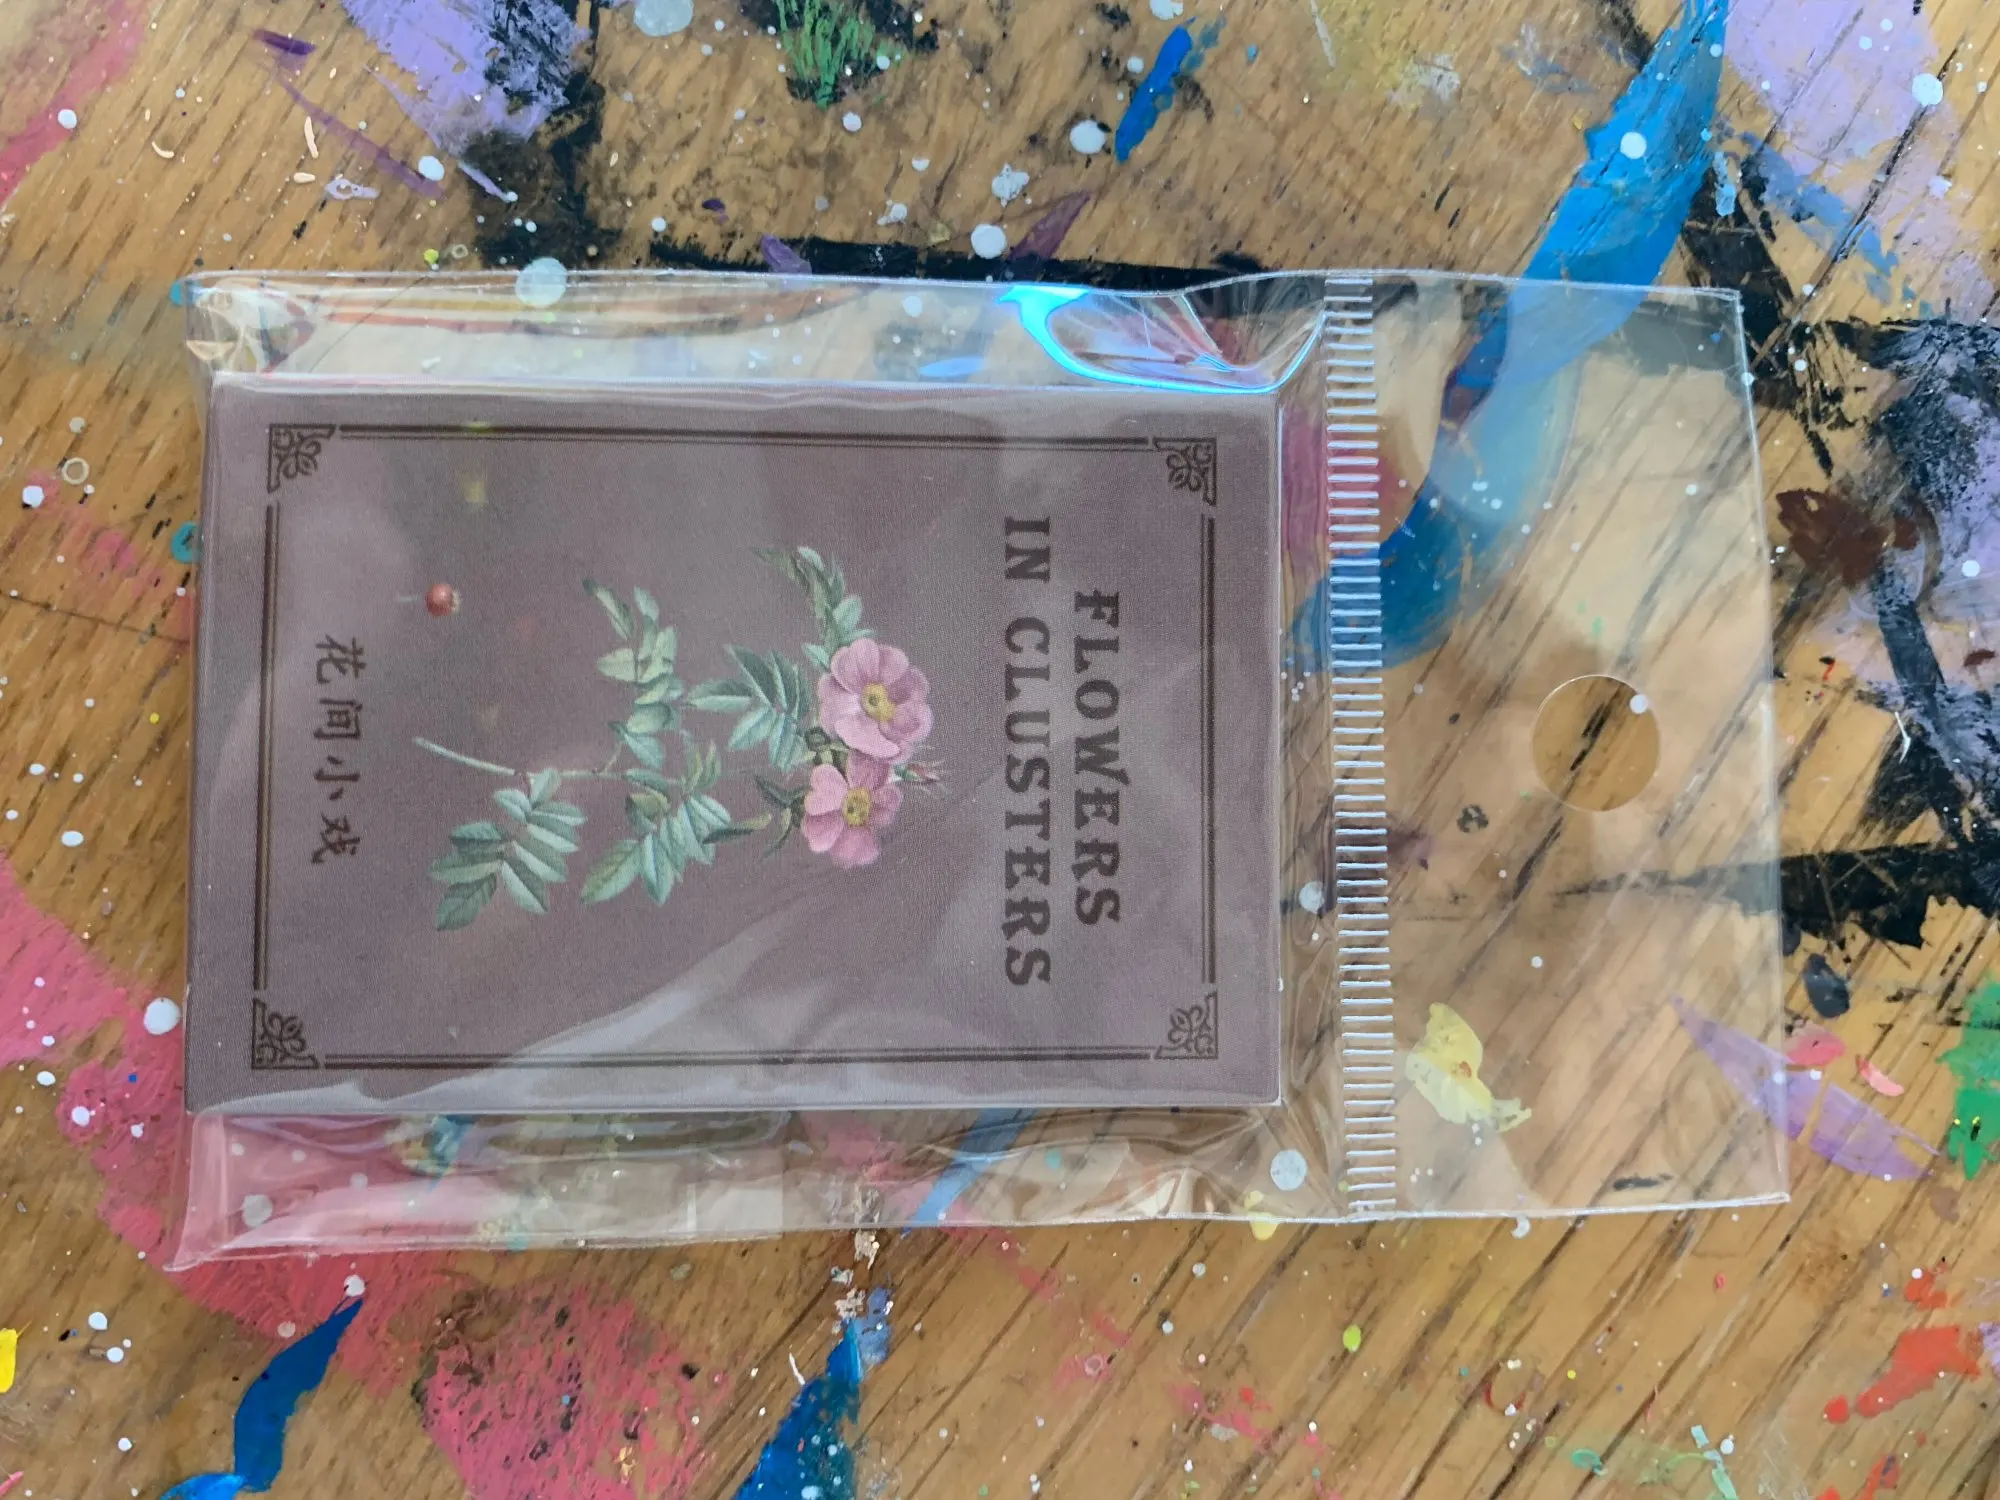 FLOWERS
IN CLUSTERS
花间小戏